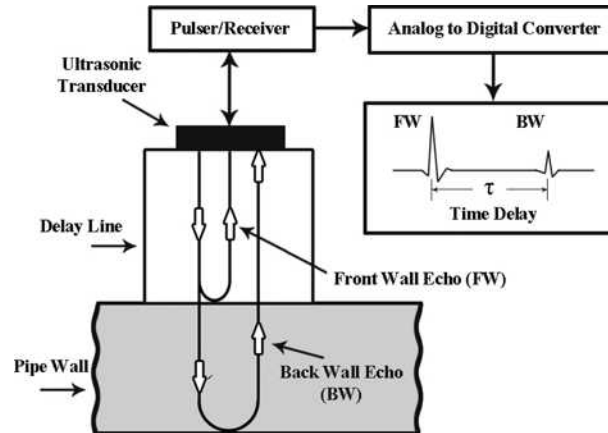 Pulser/Receiver
Analog to Digital Converter
Ultrasonic
Transducer
FW
BW
τ
Time Delay
Delay Line
Front Wall Echo (FW)
Pipe Wall
Back Wall Echo
(BW)